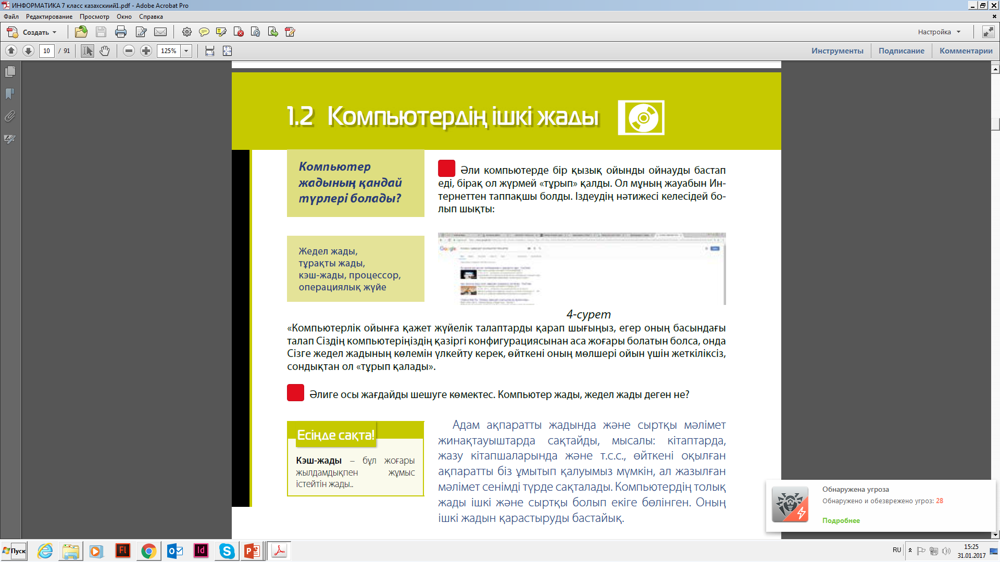 ИНФОРМАТИКА 7 класс казахскиий1.pdf - Adobe Acrobat Pro
Файл Редактирование Просмотр Окно Справка
Создать
Настройка
10 / 91
125%
Инструменты Подписание Комментарии
1.2 Компьютердің ішкі жады
Компьютер
жадының қандай
түрлері болады?
Әли компьютерде бір қызық ойынды ойнауды бастап
еді, бірақ ол жүрмей «тұрып» қалды. Ол мұның жауабын Ин-
тернеттен таппақшы болды. Іздеудің нәтижесі келесідей бо-
лып шықты:
Жедел жады,
тұрақты жады,
кэш-жады, процессор,
операциялық жүйе
Google
4-сурет
«Компьютерлік ойынға қажет жүйелік талаптарды қарап шығыңыз, егер оның басындағы
талап Сіздің компьютеріңіздің қазіргі конфигурациясынан аса жоғары болатын болса, онда
Сізге жедел жадының көлемін үлкейту керек, өйткені оның мөлшері ойын үшін жеткіліксіз,
сондықтан ол «тұрып қалады».
Әлиге осы жағдайды шешуге көмектес. Компьютер жады, жедел жады деген не?
Есіңде сақта!
Кэш-жады – бұл жоғары
жылдамдықпен жұмыс
істейтін жады..
Адам ақпаратты жадында және сыртқы мәлімет
жинақтауыштарда сақтайды, мысалы: кітаптарда,
жазу кітапшаларында және т.с.с., өйткені оқылған
ақпаратты біз ұмытып қалуымыз мүмкін, ал жазылған
мәлімет сенімді түрде сақталады. Компьютердің толық
жады ішкі және сыртқы болып екіге бөлінген. Оның
ішкі жадын қарастыруды бастайық.
Обнаружена угроза
Обнаружено и обезврежено угроз: 28
Подробнее
Пуск
Fl
Id
RU
15:25
31.01.2017